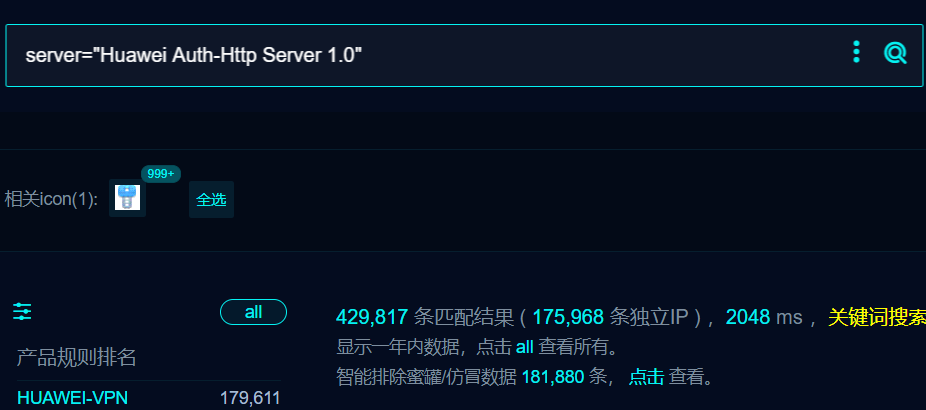 server="Huawei Auth-Http Server 1.0"
999+
相关icon(1):
全选
all
429,817 条匹配结果 ( 175,968 条独立IP ) ，2048 ms ，关键词搜索
显示一年内数据，点击 all 查看所有。
产品规则排名
智能排除蜜罐/仿冒数据 181,880 条， 点击 查看。
HUAWEI-VPN 179,611